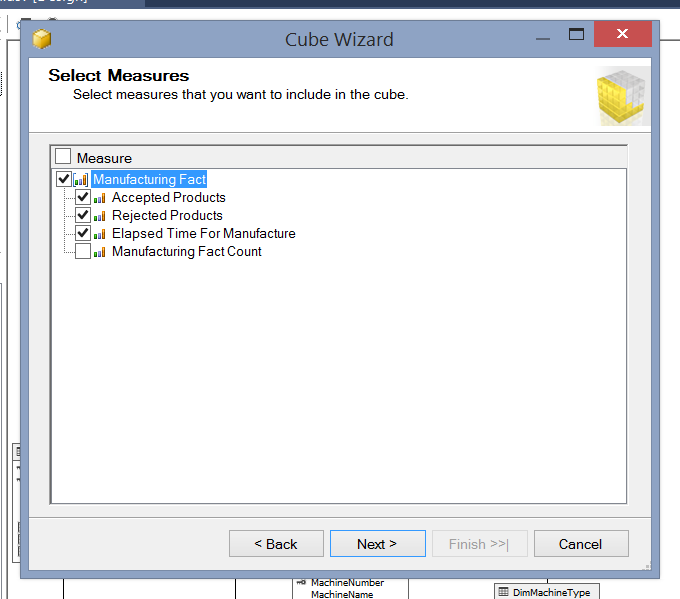 Cube Wizard
Select Measures
Select measures that you want to include in the cube.
Measure
Manufacturing Fact
Accepted Products
Rejected Products
Elapsed Time For Manufacture
Manufacturing Fact Count
< Back
Next >
Finish >>|
Cancel
MachineNumber
DimMachineType
MachineName